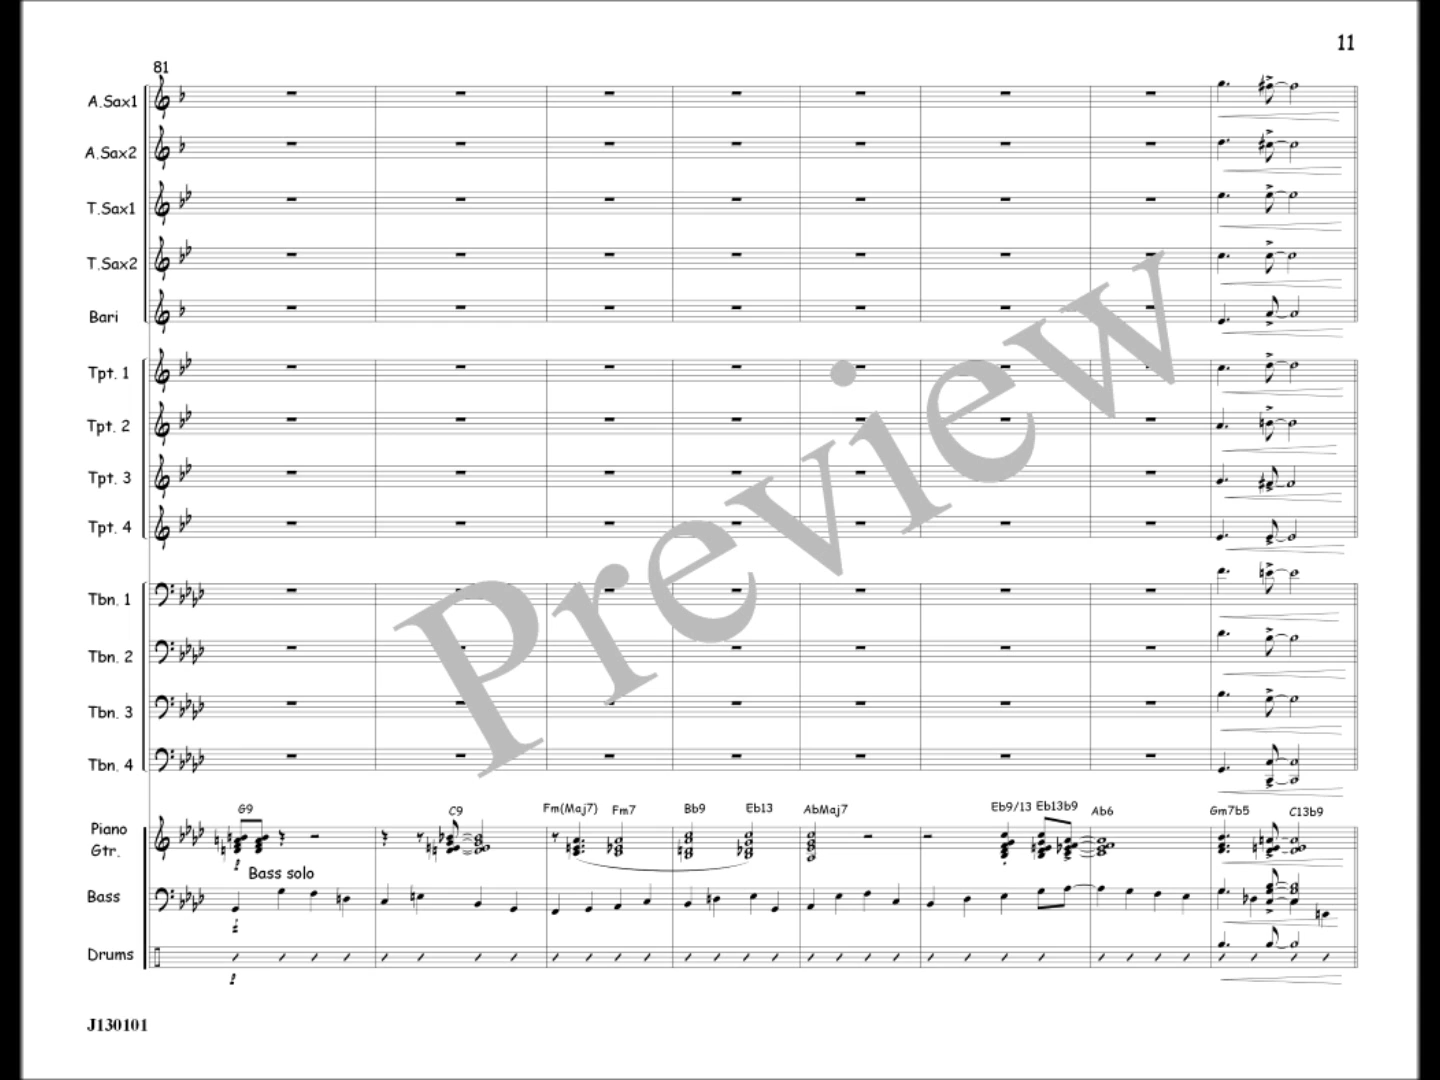 11
81
A.Sax1
A.Sax2
T.Sax1
T.Sax2
Bari
Tpt. 1
Tpt. 2
Tpt. 3
Tpt. 4
Tbn. 1
Tbn. 2
Tbn. 3
Tbn. 4
G9 C9 Fm(Maj7) Fm7 Bb9 Eb13 AbMaj7 Eb9/13 Eb13b9 Ab6 Gm7b5 C13b9
Piano
Gtr.
Bass solo
Bass
Drums
J130101
Preview